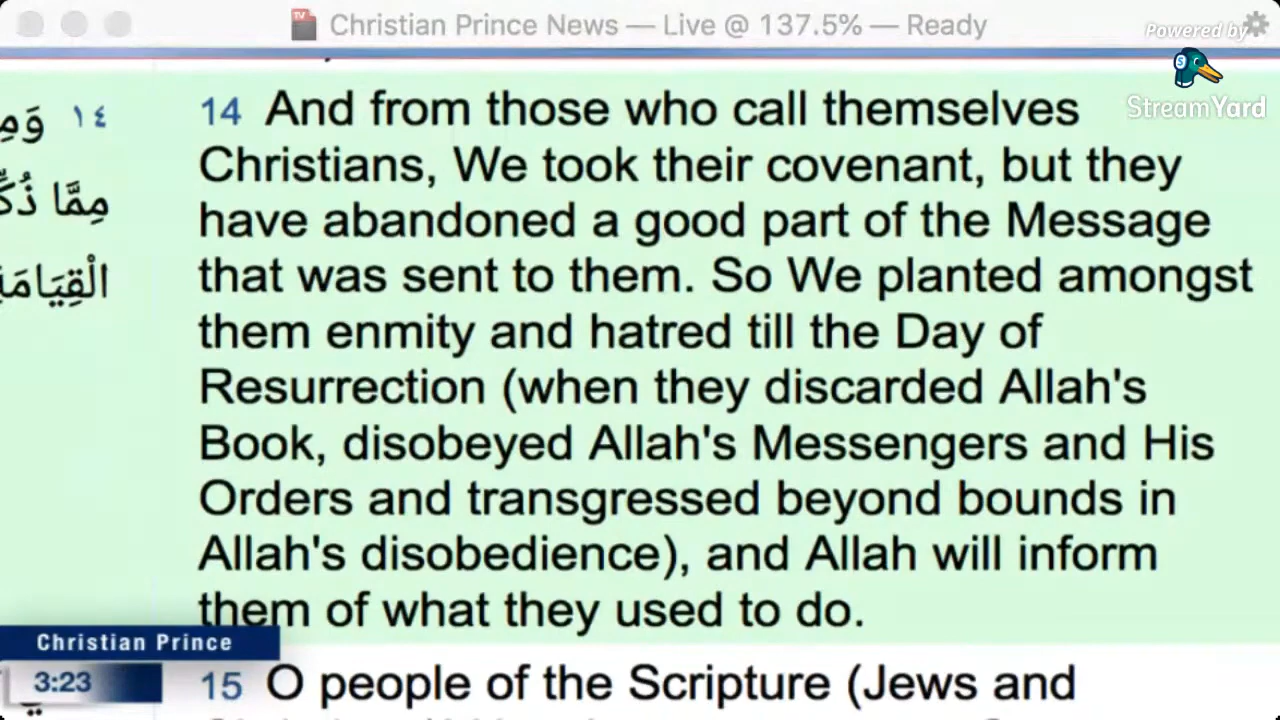 Christian Prince News — Live @ 137.5% — Ready
Powered by
StreamYard
14 And from those who call themselves
Christians, We took their covenant, but they
have abandoned a good part of the Message
that was sent to them. So We planted amongst
them enmity and hatred till the Day of
Resurrection (when they discarded Allah's
Book, disobeyed Allah's Messengers and His
Orders and transgressed beyond bounds in
Allah's disobedience), and Allah will inform
them of what they used to do.
١٤
مِمَّا
Christian Prince
3:23
15 O people of the Scripture (Jews and